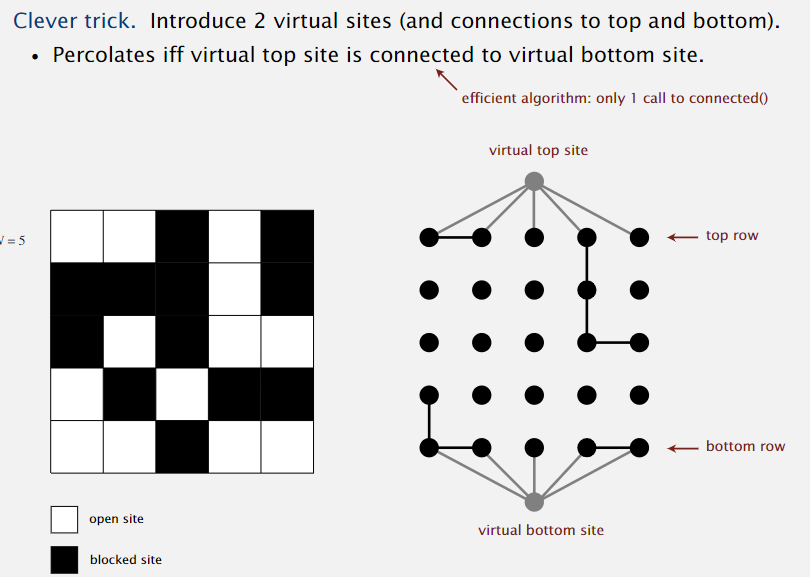 Clever trick. Introduce 2 virtual sites (and connections to top and bottom).
• Percolates iff virtual top site is connected to virtual bottom site.
efficient algorithm: only 1 call to connected()
virtual top site
= 5
top row
bottom row
virtual bottom site
open site
blocked site